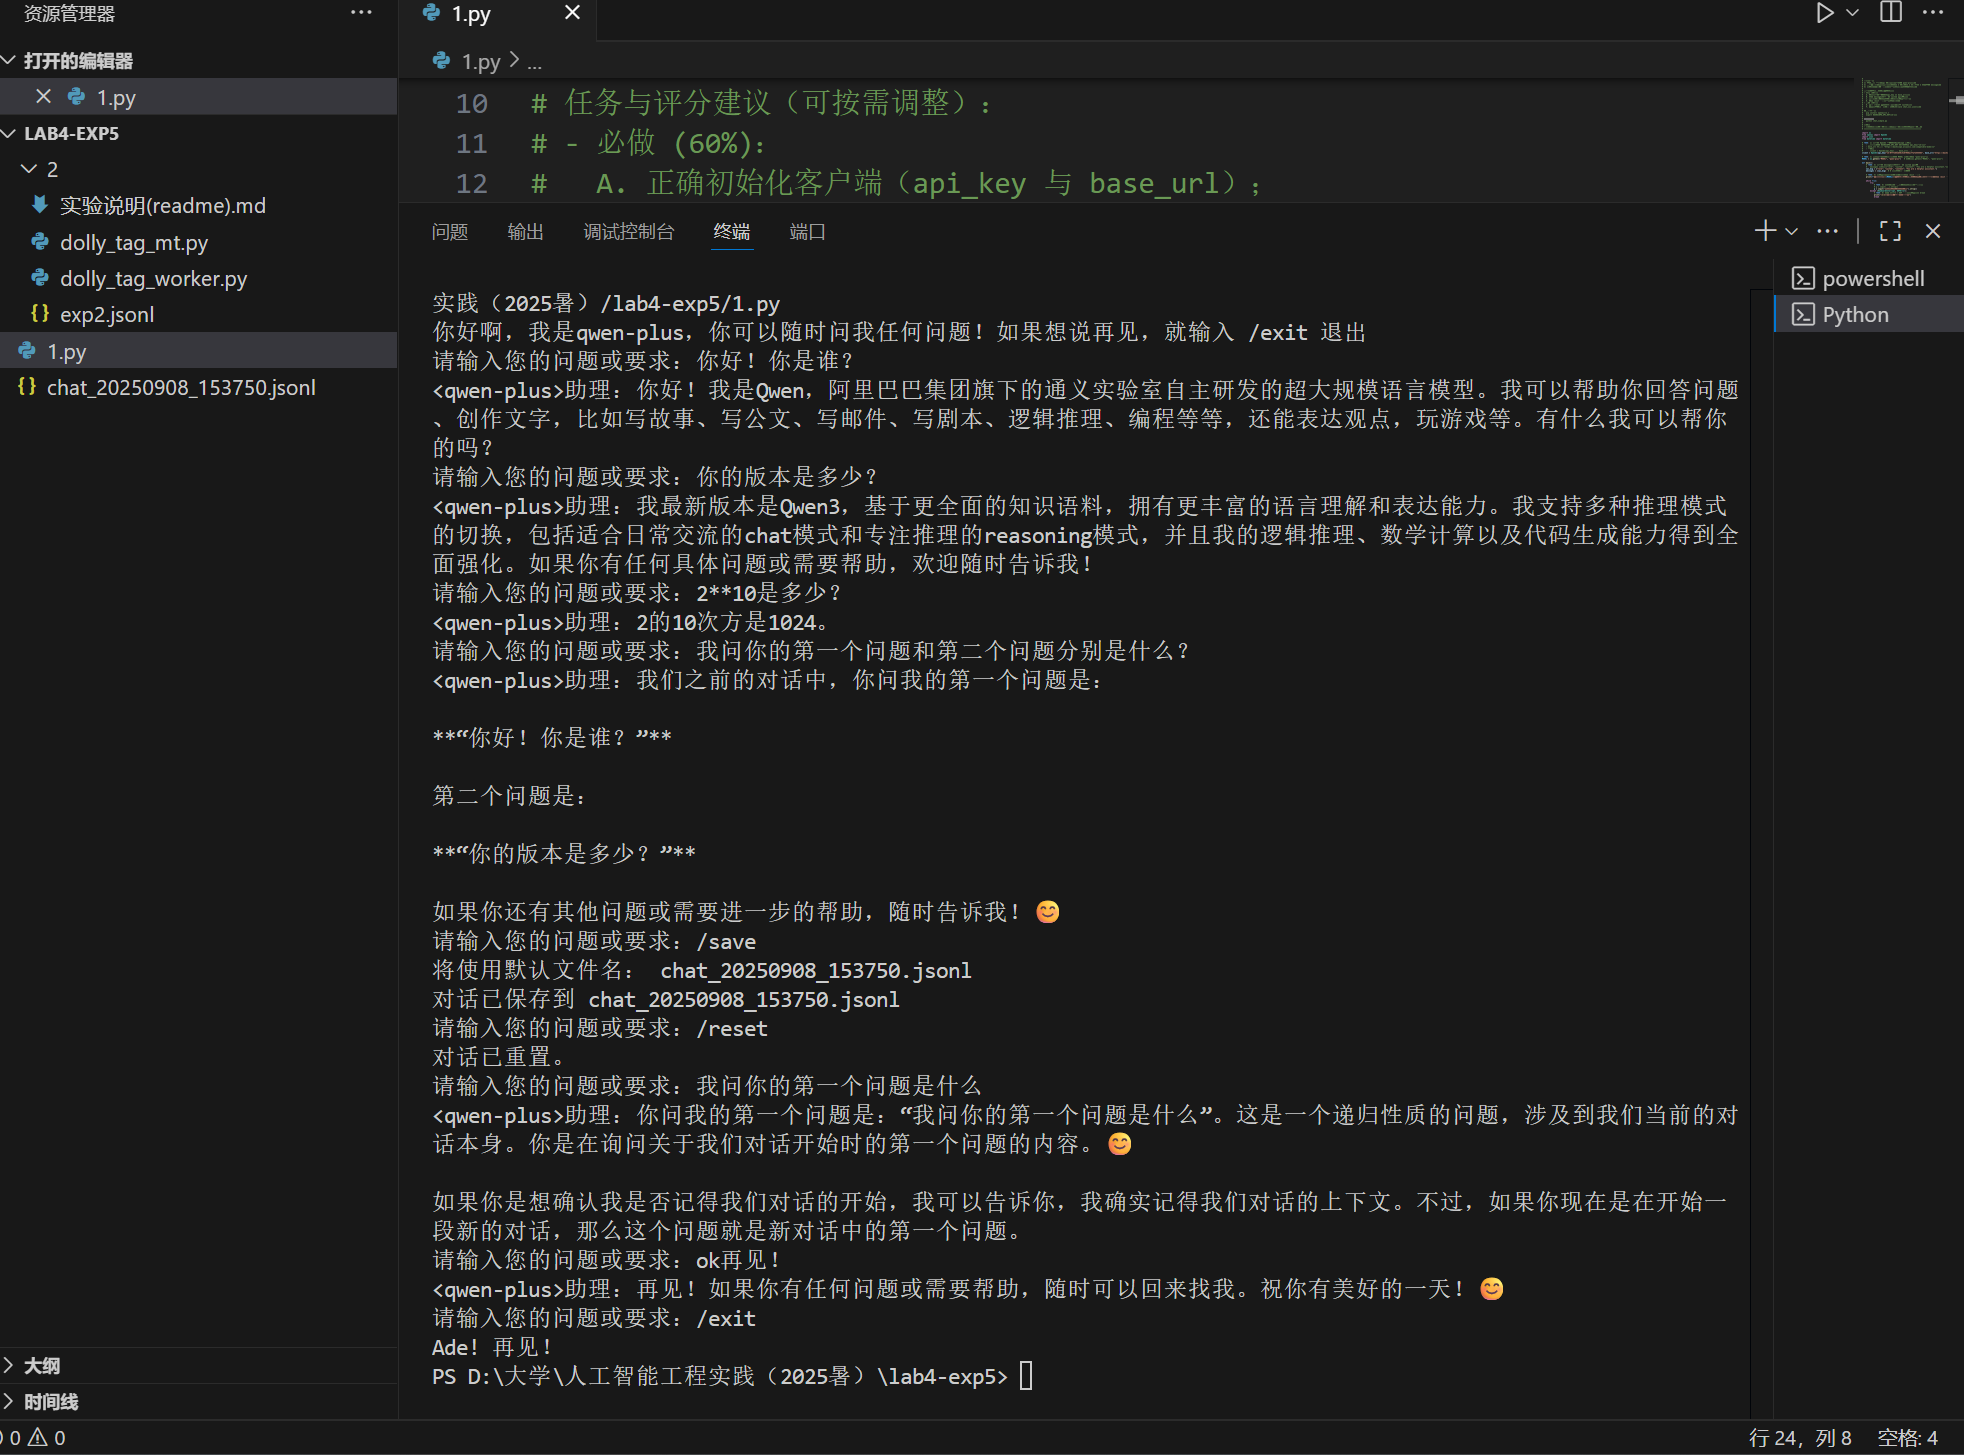 资源管理器
打开的编辑器
1.py
LAB4-EXP5
2
实验说明(readme).md
dolly_tag_mt.py
dolly_tag_worker.py
exp2.jsonl
1.py
chat_20250908_153750.jsonl
大纲
时间线
1.py
1.py > ...
10 # 任务与评分建议（可按需调整）：
11 # - 必做 (60%)：
12 #   A. 正确初始化客户端（api_key 与 base_url）；
问题 输出 调试控制台 终端 端口
powershell
Python
实践（2025暑）/lab4-exp5/1.py
你好啊，我是qwen-plus，你可以随时问我任何问题！如果想说再见，就输入 /exit 退出
请输入您的问题或要求：你好！你是谁？
<qwen-plus>助理：你好！我是Qwen，阿里巴巴集团旗下的通义实验室自主研发的超大规模语言模型。我可以帮助你回答问题
、创作文字，比如写故事、写公文、写邮件、写剧本、逻辑推理、编程等等，还能表达观点，玩游戏等。有什么我可以帮你
的吗？
请输入您的问题或要求：你的版本是多少？
<qwen-plus>助理：我最新版本是Qwen3，基于更全面的知识语料，拥有更丰富的语言理解和表达能力。我支持多种推理模式
的切换，包括适合日常交流的chat模式和专注推理的reasoning模式，并且我的逻辑推理、数学计算以及代码生成能力得到全
面强化。如果你有任何具体问题或需要帮助，欢迎随时告诉我！
请输入您的问题或要求：2**10是多少？
<qwen-plus>助理：2的10次方是1024。
请输入您的问题或要求：我问你的第一个问题和第二个问题分别是什么？
<qwen-plus>助理：我们之前的对话中，你问我的第一个问题是：
**“你好！你是谁？”**
第二个问题是：
**“你的版本是多少？”**
如果你还有其他问题或需要进一步的帮助，随时告诉我！😊
请输入您的问题或要求：/save
将使用默认文件名： chat_20250908_153750.jsonl
对话已保存到 chat_20250908_153750.jsonl
请输入您的问题或要求：/reset
对话已重置。
请输入您的问题或要求：我问你的第一个问题是什么
<qwen-plus>助理：你问我的第一个问题是：“我问你的第一个问题是什么”。这是一个递归性质的问题，涉及到我们当前的对
话本身。你是在询问关于我们对话开始时的第一个问题的内容。😊
如果你是想确认我是否记得我们对话的开始，我可以告诉你，我确实记得我们对话的上下文。不过，如果你现在是在开始一
段新的对话，那么这个问题就是新对话中的第一个问题。
请输入您的问题或要求：ok再见！
<qwen-plus>助理：再见！如果你有任何问题或需要帮助，随时可以回来找我。祝你有美好的一天！😊
请输入您的问题或要求：/exit
Ade! 再见！
PS D:\大学\人工智能工程实践（2025暑）\lab4-exp5>
0 0
行 24，列 8 空格: 4